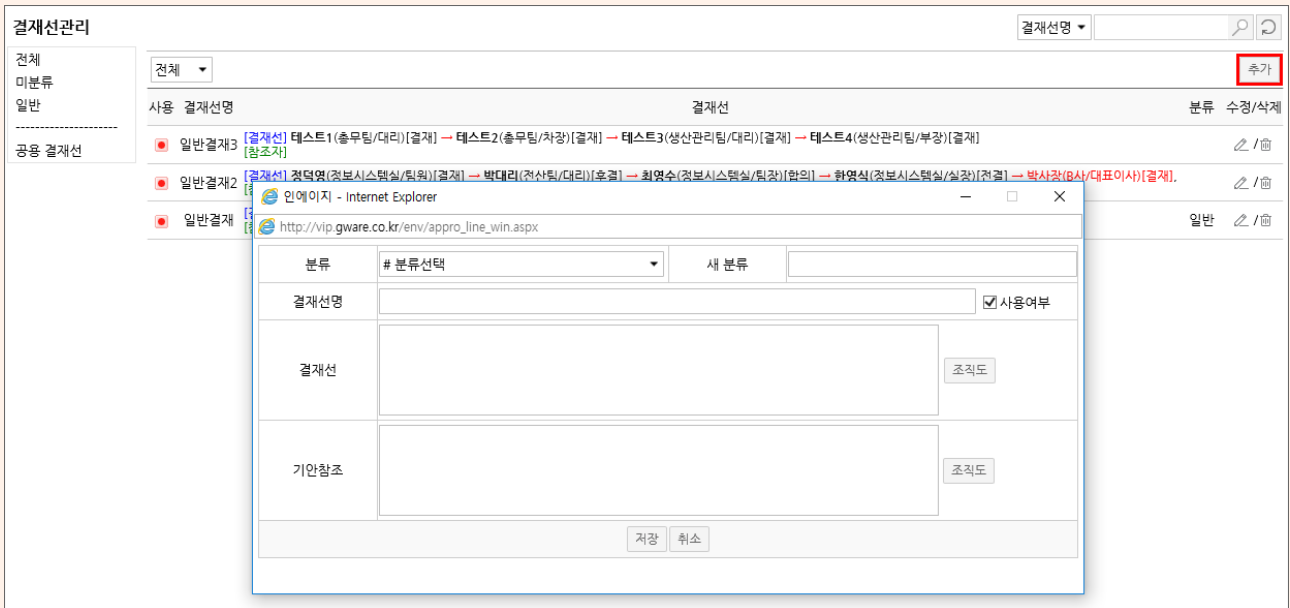 결재선관리
결재선명
전체
미분류
일반
---------------------
공용 결재선
전체
추가
사용 결재선명 결재선 분류 수정/삭제
일반결재3 [결재선] 테스트1(총무팀/대리)[결재] → 테스트2(총무팀/차장)[결재] → 테스트3(생산관리팀/대리)[결재] → 테스트4(생산관리팀/부장)[결재]
[참조자]
/
일반결재2 [결재선] 정덕영(정보시스템실/팀원)[결재] → 박대리(전산팀/대리)[후결] → 최영수(정보시스템실/팀장)[합의] → 한영식(정보시스템실/실장)[전결] → 박사장(B사/대표이사)[결재],
/
일반결재 일반 /
인에이지 - Internet Explorer
http://vip.gware.co.kr/env/appro_line_win.aspx
분류 # 분류선택 새 분류
결재선명 사용여부
결재선 조직도
기안참조 조직도
저장 취소